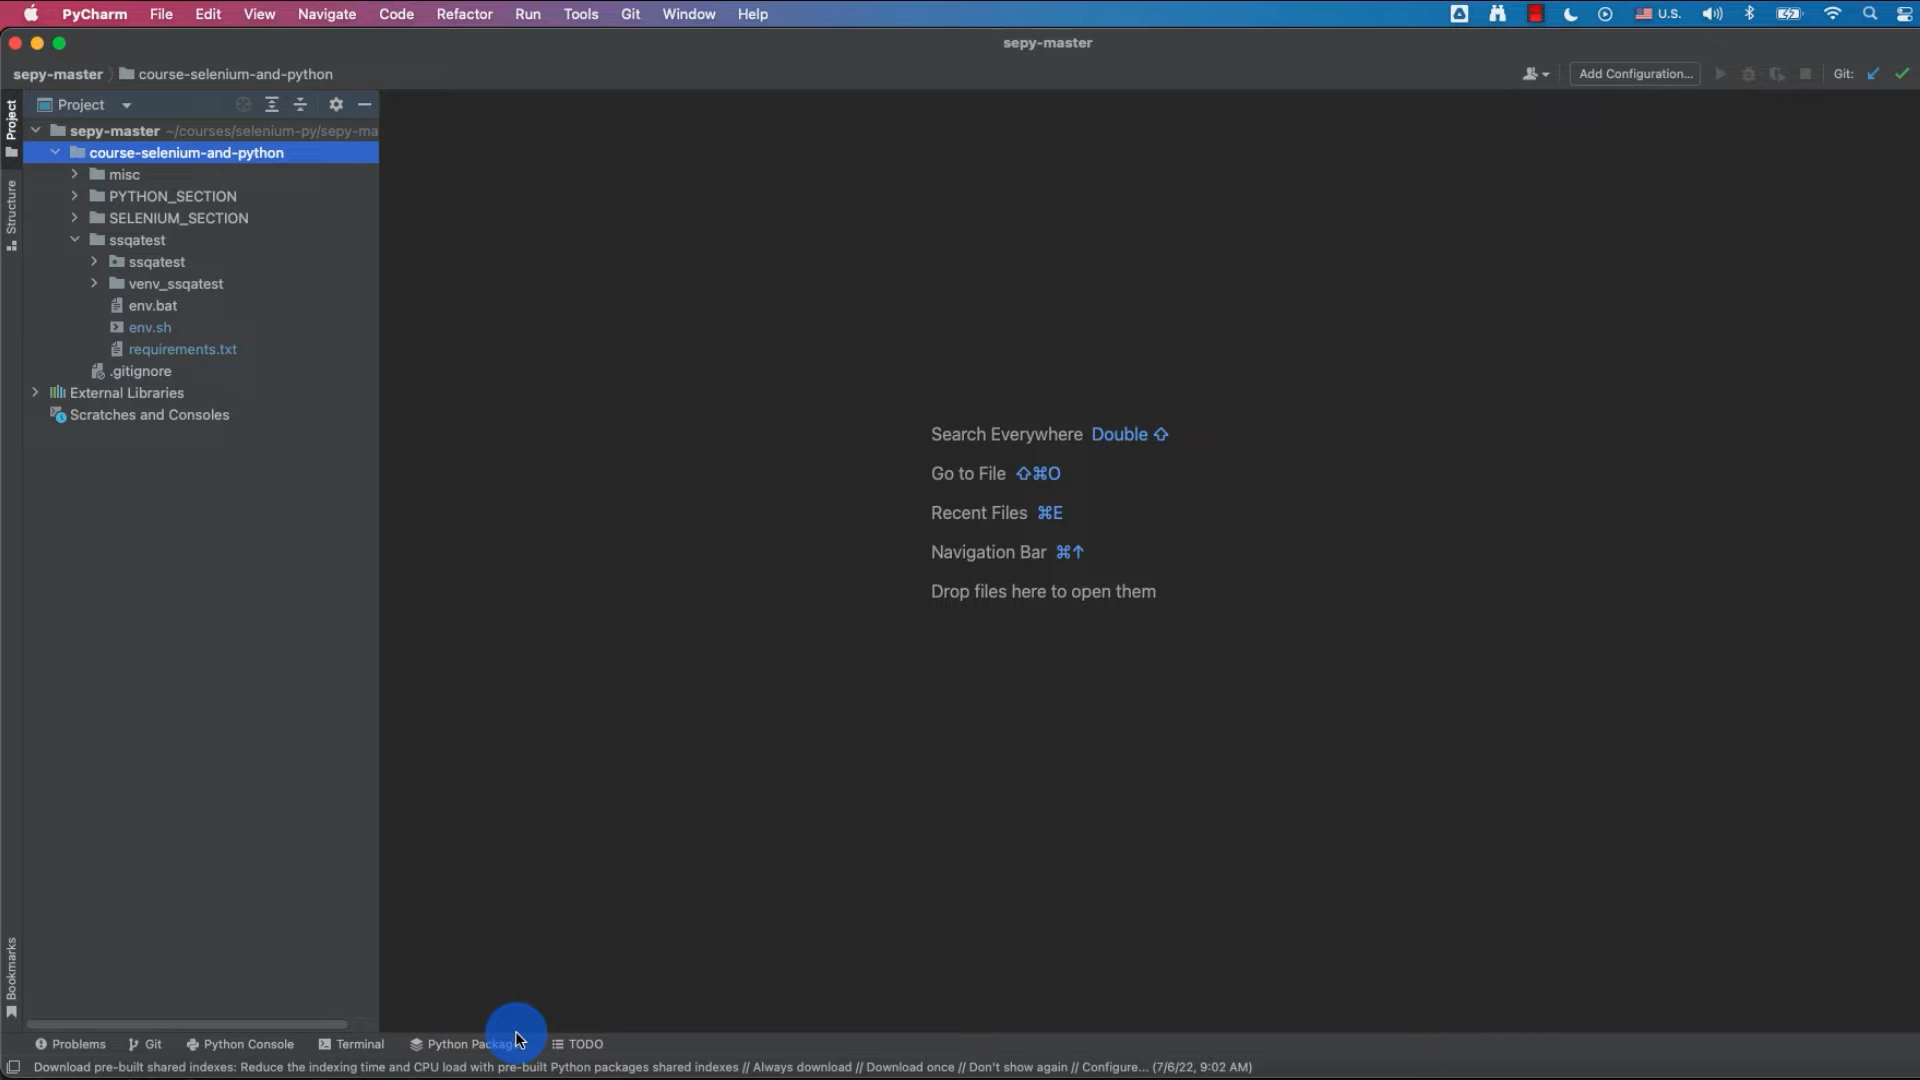 PyCharm File Edit View Navigate Code Refactor Run Tools Git Window Help U.S.
sepy-master
sepy-master course-selenium-and-python Add Configuration... Git:
Project
Project
sepy-master ~/courses/selenium-py/sepy-ma
course-selenium-and-python
misc
PYTHON_SECTION
Structure
SELENIUM_SECTION
ssqatest
ssqatest
venv_ssqatest
env.bat
env.sh
requirements.txt
.gitignore
External Libraries
Scratches and Consoles
Search Everywhere Double ⇧
Go to File ⇧⌘O
Recent Files ⌘E
Navigation Bar ⌘↑
Drop files here to open them
Bookmarks
Problems Git Python Console Terminal Python Packag TODO
Download pre-built shared indexes: Reduce the indexing time and CPU load with pre-built Python packages shared indexes // Always download // Download once // Don't show again // Configure... (7/6/22, 9:02 AM)